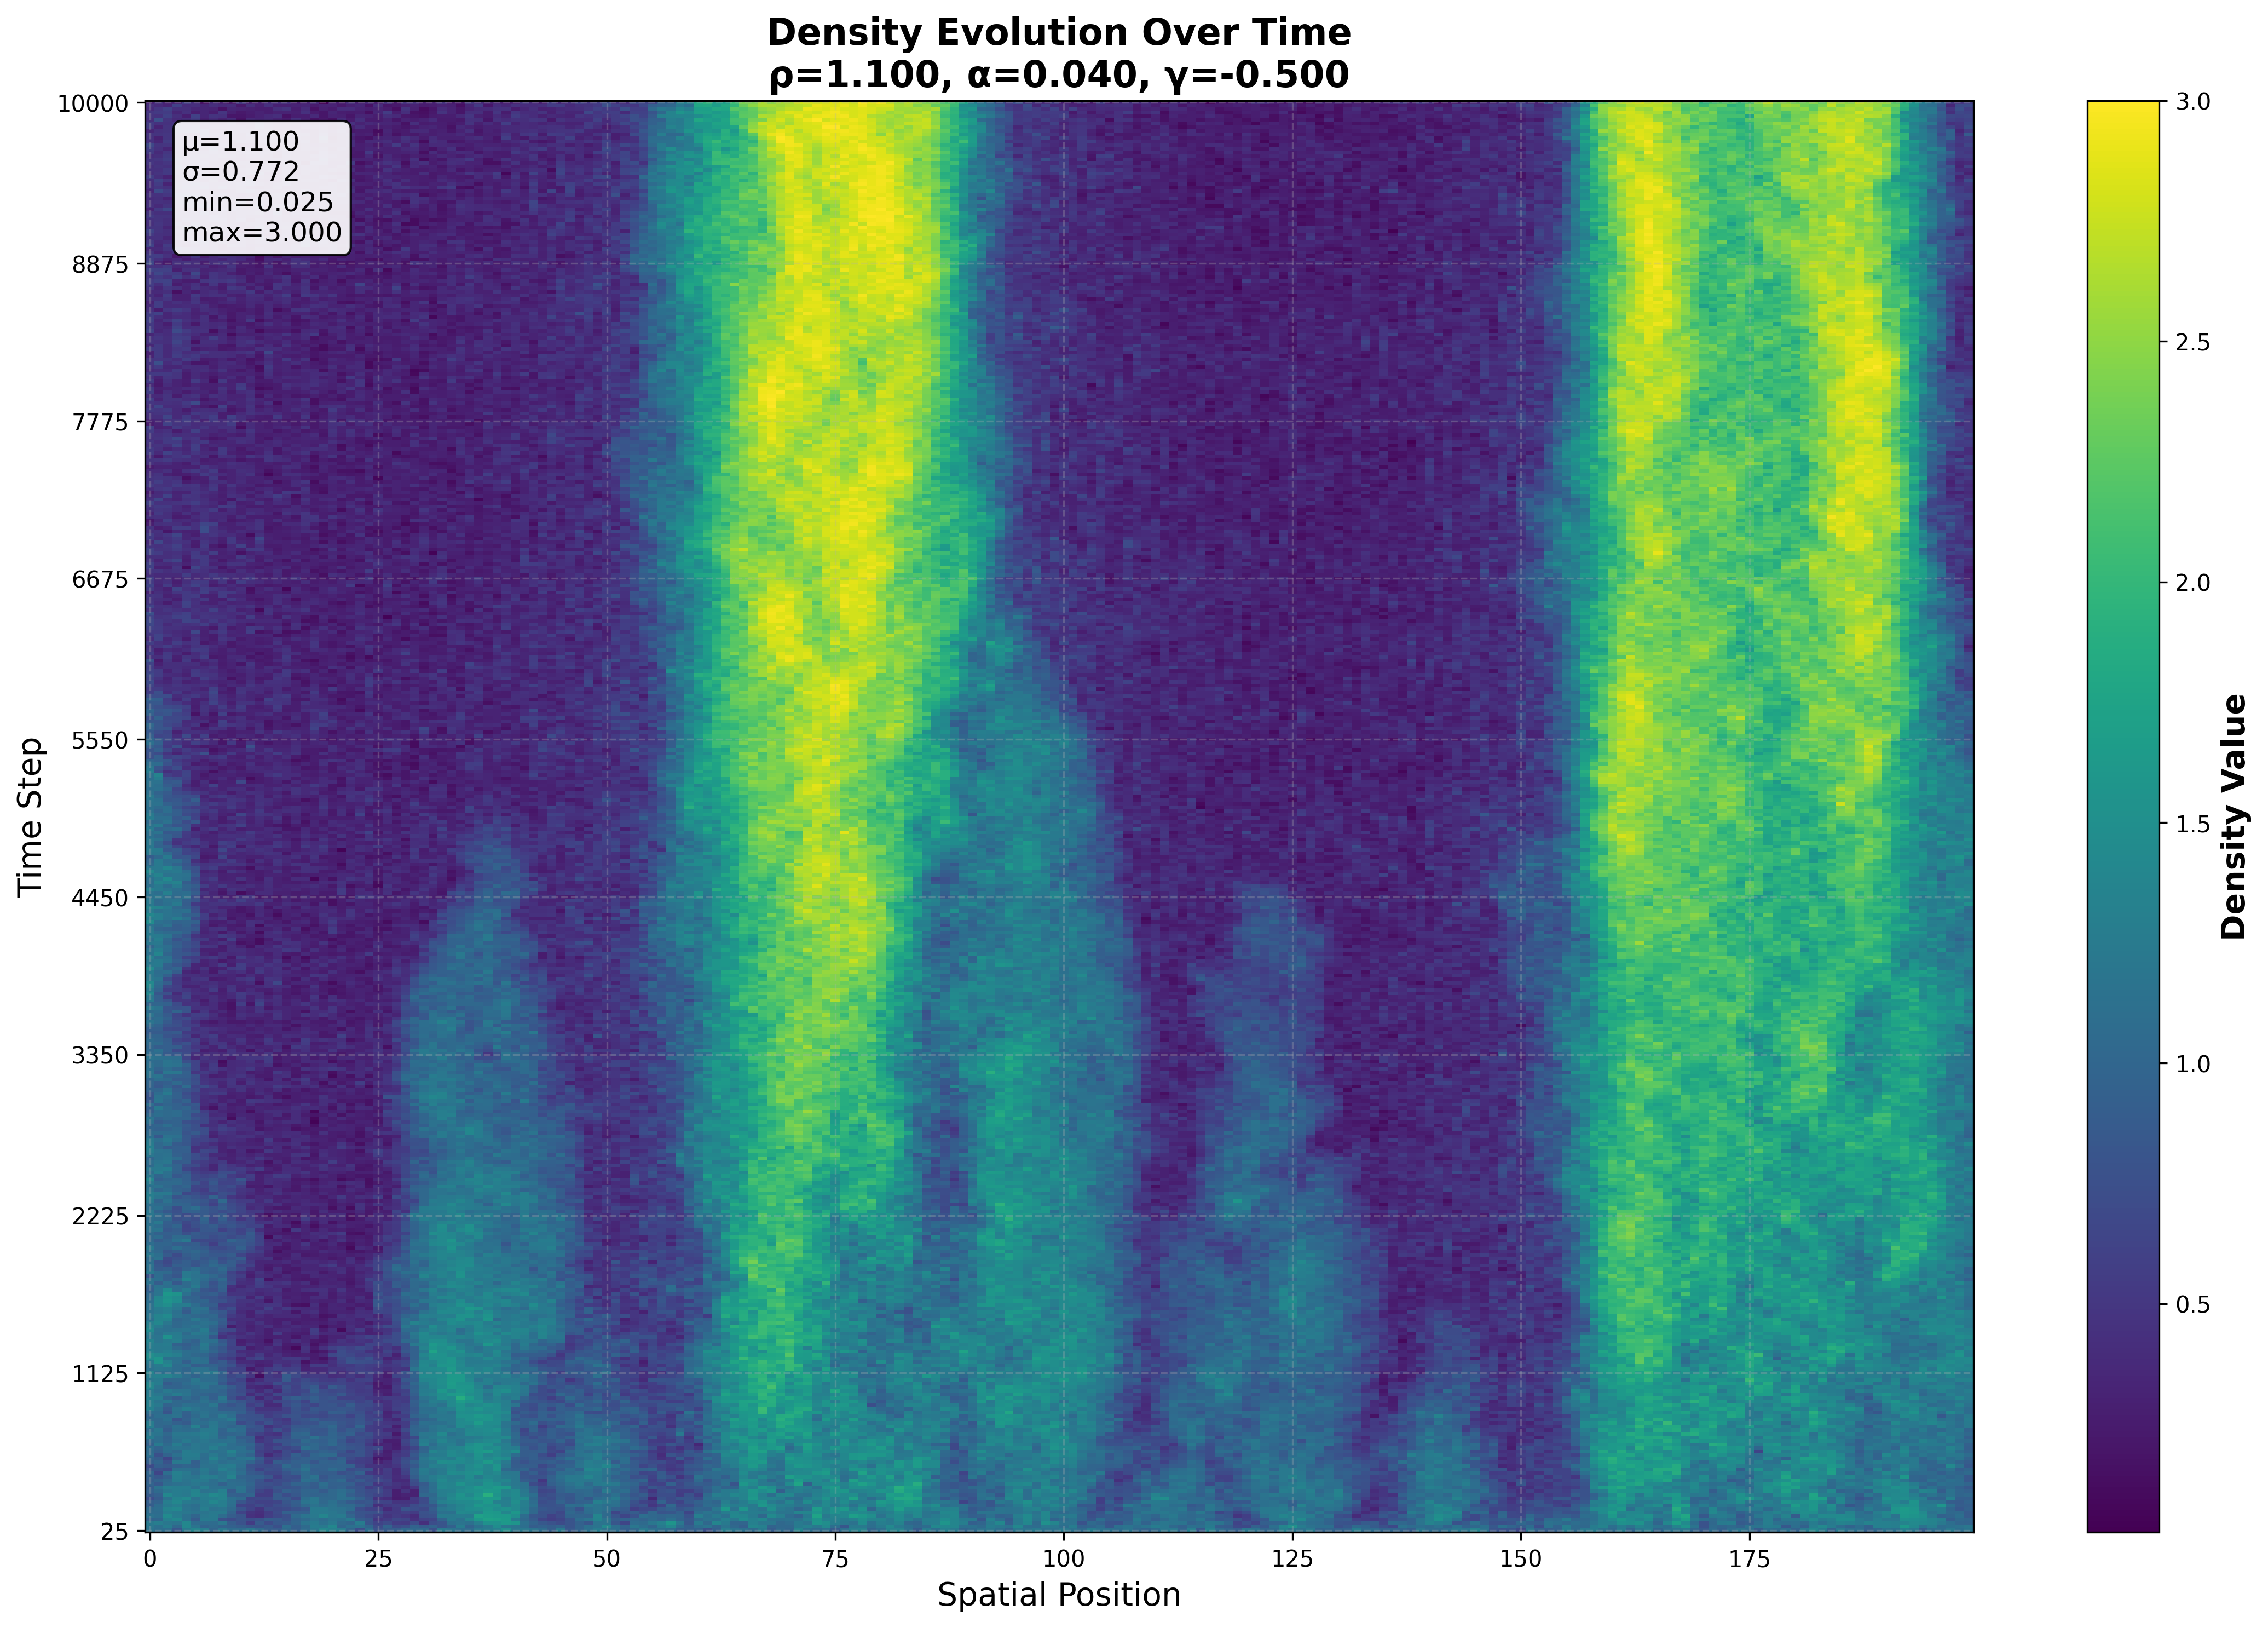 Density Evolution Over Time
ρ=1.100, α=0.040, γ=-0.500
μ=1.100
σ=0.772
min=0.025
max=3.000
Time Step
10000
8875
7775
6675
5550
4450
3350
2225
1125
25
0
25
50
75
100
125
150
175
Spatial Position
3.0
2.5
2.0
1.5
1.0
0.5
Density Value